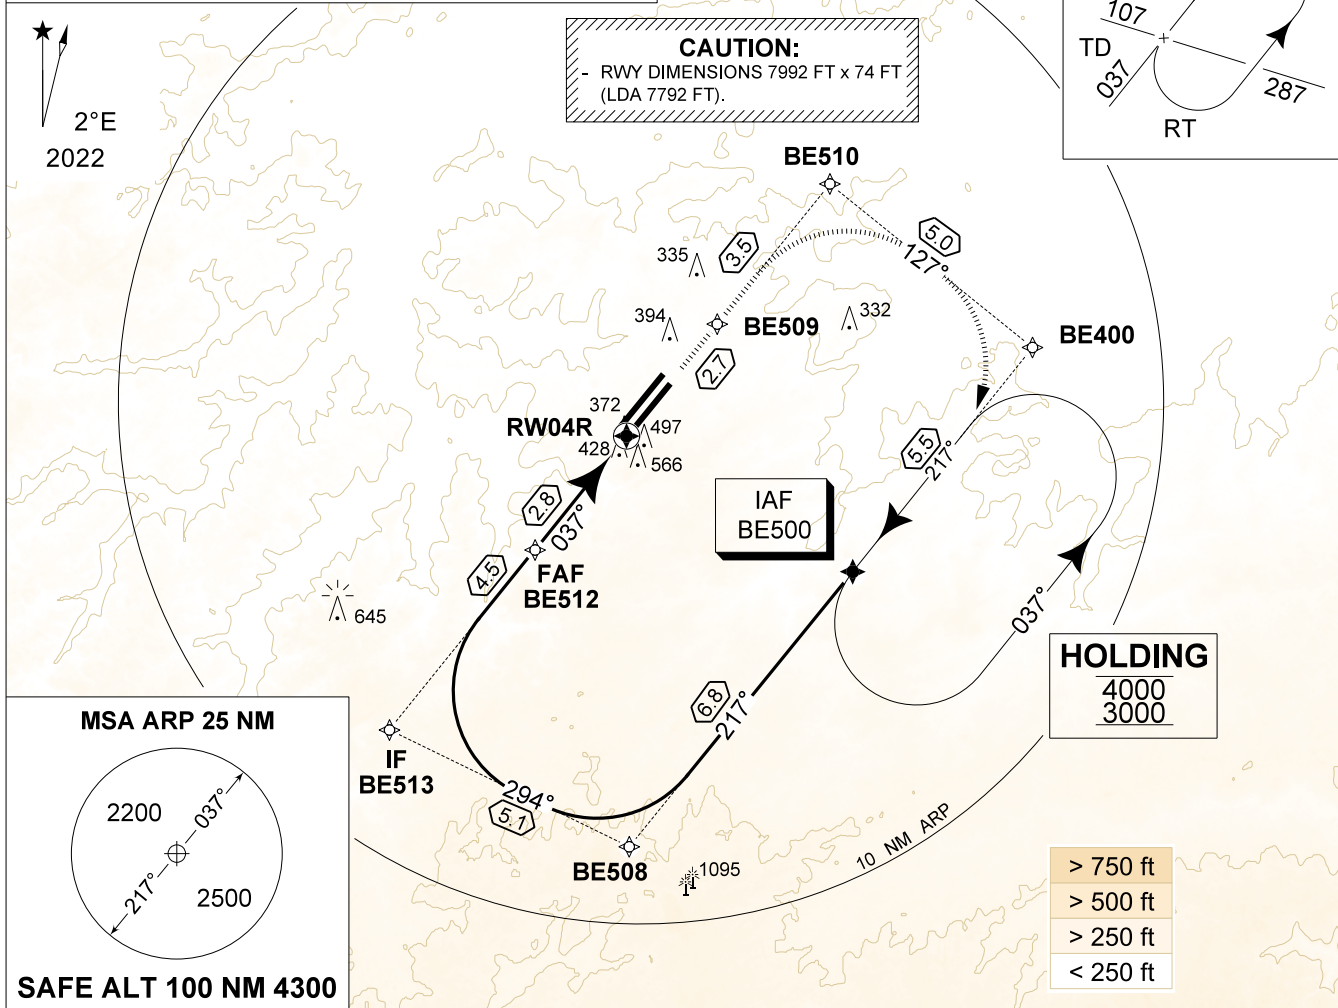 CAUTION:
- RWY DIMENSIONS 7992 FT x 74 FT
(LDA 7792 FT).
107
TD
037
287
RT
2°E
2022
BE510
5.0
127°
3.5
335
394
332
BE509
BE400
2.7
372
RW04R
497
428
566
5.5
217°
IAF
BE500
2.8
037°
4.5
FAF
BE512
645
037°
HOLDING
4000
3000
6.8
217°
IF
BE513
294°
5.1
BE508
1095
10 NM ARP
MSA ARP 25 NM
2200
037°
217°
2500
SAFE ALT 100 NM 4300
> 750 ft
> 500 ft
> 250 ft
< 250 ft